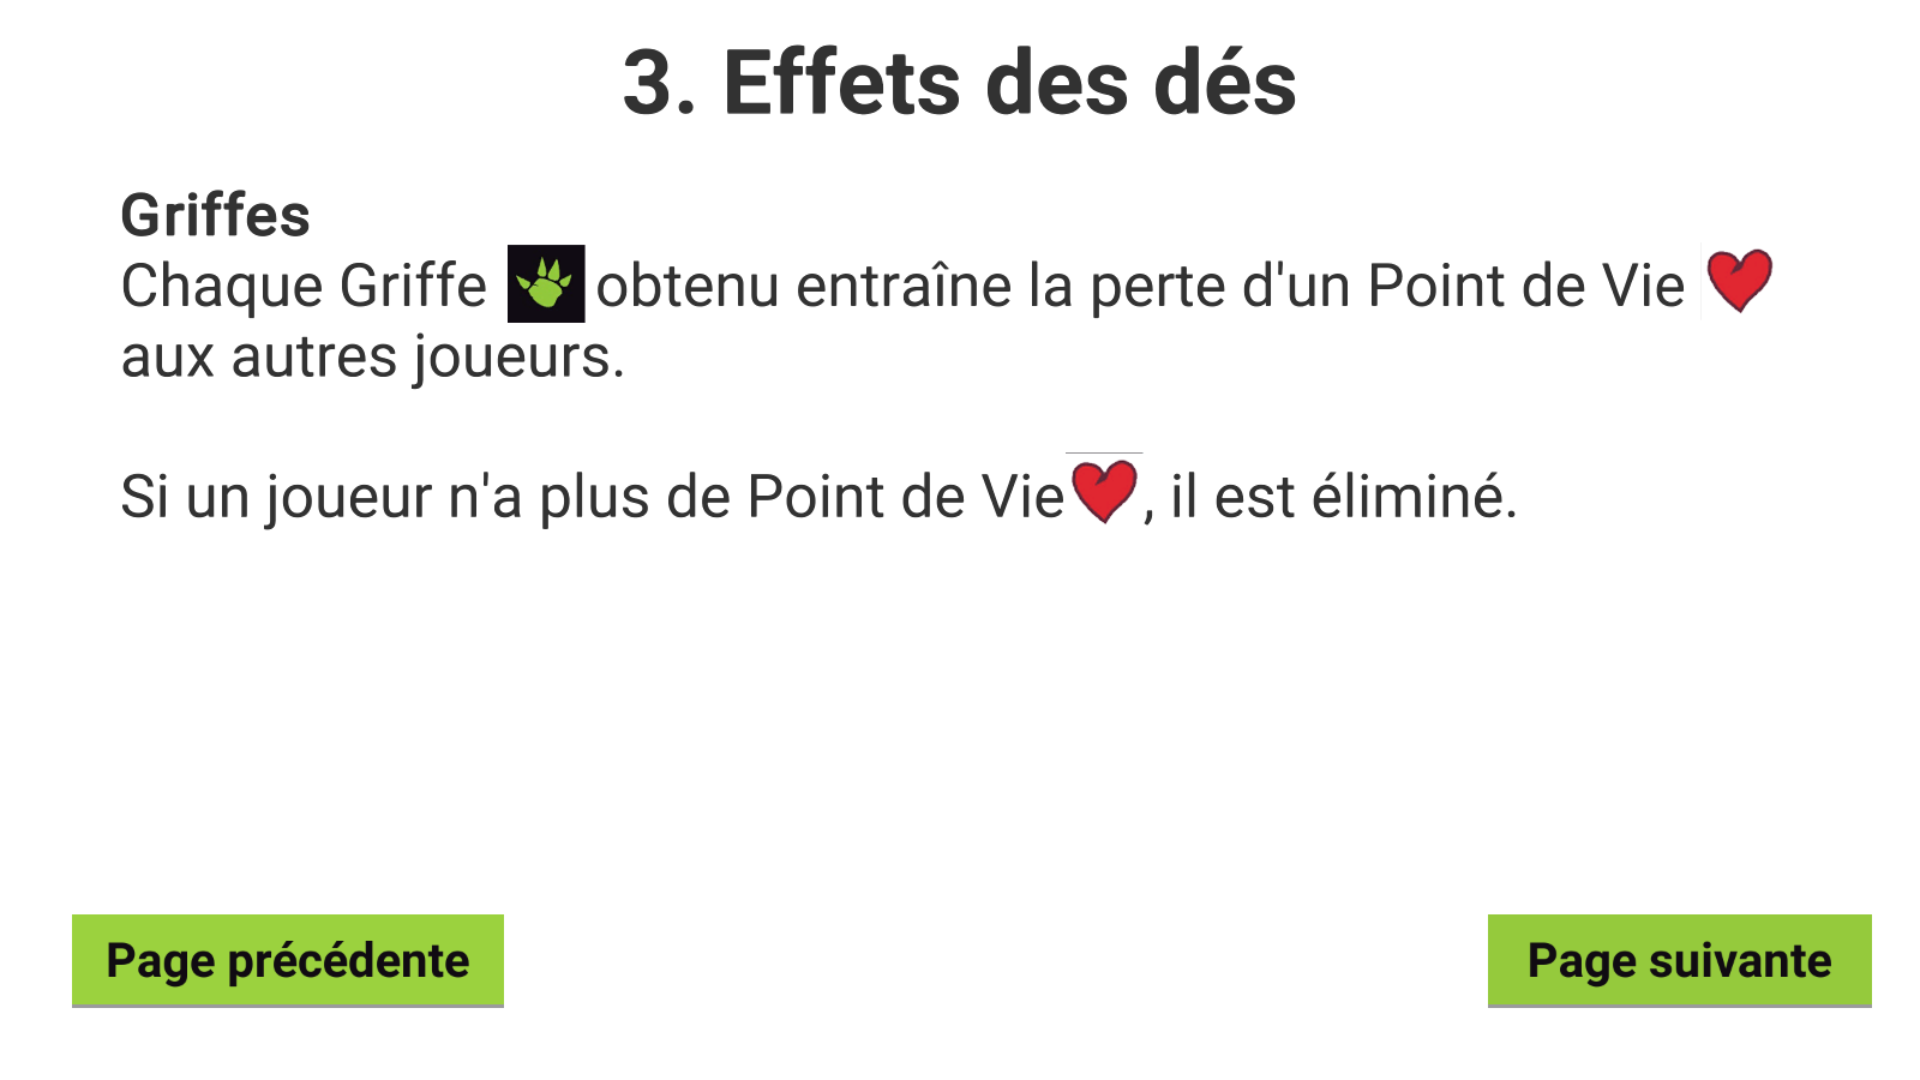 3. Effets des dés
Griffes
Chaque Griffe obtenu entraîne la perte d'un Point de Vie
aux autres joueurs.
Si un joueur n'a plus de Point de Vie, il est éliminé.
Page précédente
Page suivante